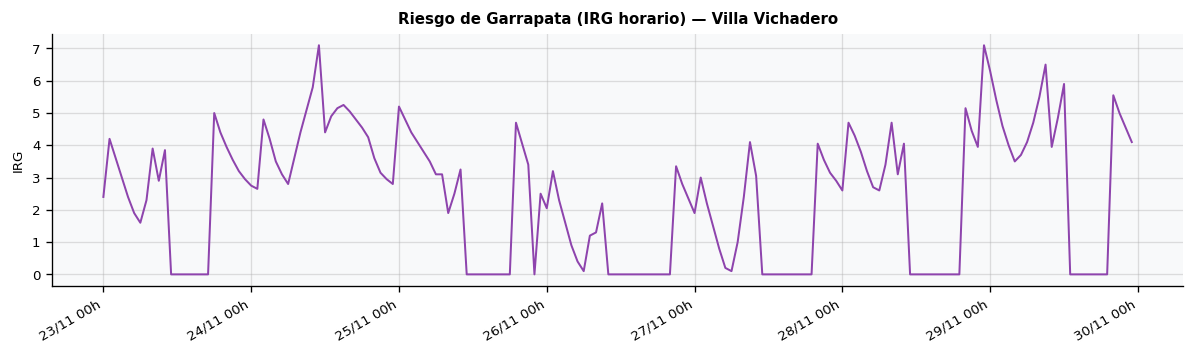 Riesgo de Garrapata (IRG horario) — Villa Vichadero
IRG
7
6
5
4
3
2
1
0
23/11 00h
24/11 00h
25/11 00h
26/11 00h
27/11 00h
28/11 00h
29/11 00h
30/11 00h